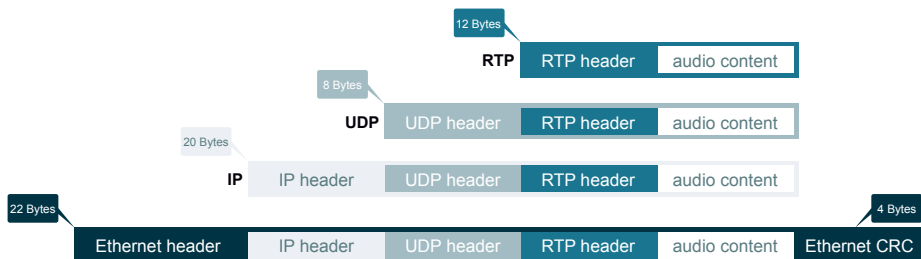 12 Bytes
RTP RTP header audio content
8 Bytes
UDP UDP header RTP header audio content
20 Bytes
IP IP header UDP header RTP header audio content
22 Bytes 4 Bytes
Ethernet header IP header UDP header RTP header audio content Ethernet CRC